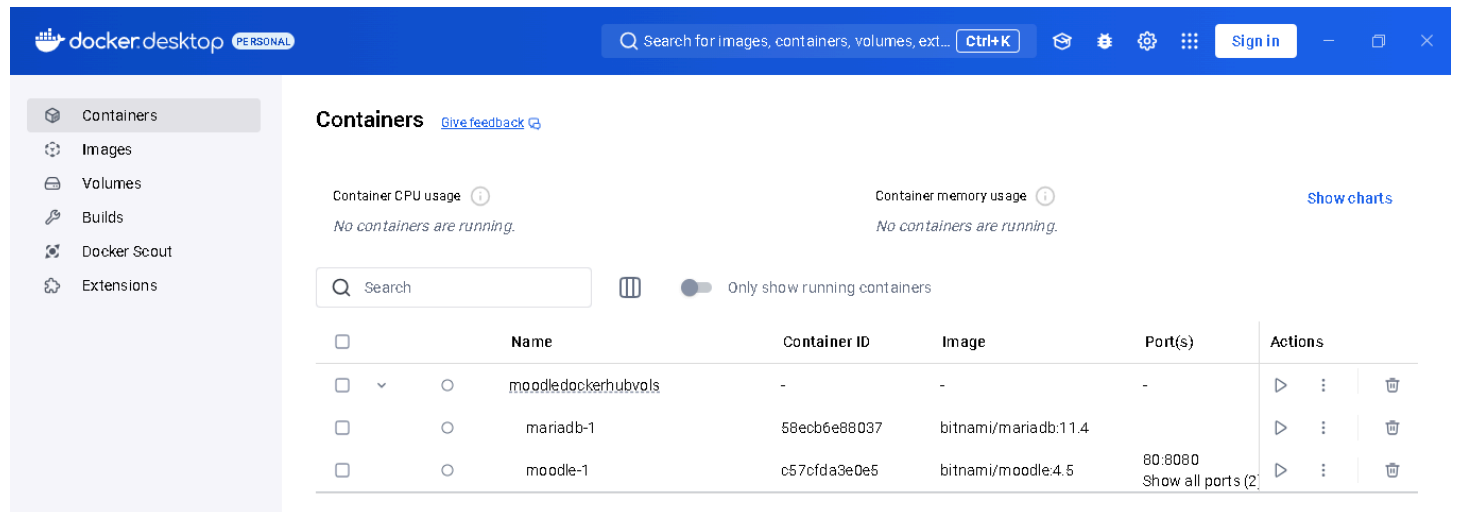 docker.desktop PERSONAL
Search for images, containers, volumes, ext... Ctrl+K
Sign in
Containers
Images
Volumes
Builds
Docker Scout
Extensions
Containers Give feedback
Container CPU usage
No containers are running.
Container memory usage
No containers are running.
Show charts
Search
Only show running containers
Name Container ID Image Port(s) Actions
moodledockerhubvols - - -
mariadb-1 58ecb6e88037 bitnami/mariadb:11.4
moodle-1 c57cfda3e0e5 bitnami/moodle:4.5 80:8080
Show all ports (2)